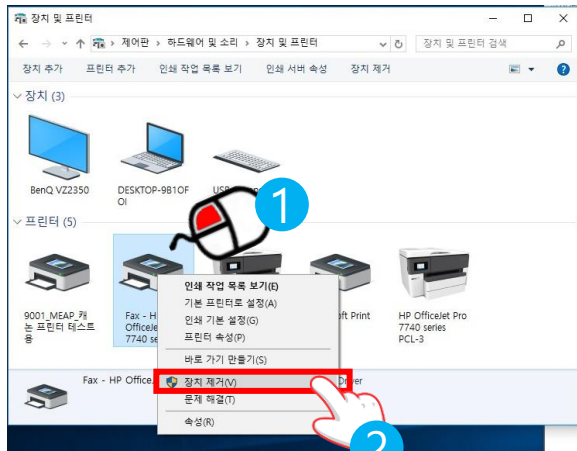 장치 및 프린터
제어판 › 하드웨어 및 소리 › 장치 및 프린터
장치 및 프린터 검색
장치 추가 프린터 추가 인쇄 작업 목록 보기 인쇄 서버 속성 장치 제거
장치 (3)
BenQ VZ2350
DESKTOP-9B1OF
OI
1
프린터 (5)
9001_MEAP_캐
논 프린터 테스트
용
Fax - H
OfficeJe
7740 se
Print
HP OfficeJet Pro
7740 series
PCL-3
인쇄 작업 목록 보기(E)
기본 프린터로 설정(A)
인쇄 기본 설정(G)
프린터 속성(P)
바로 가기 만들기(S)
장치 제거(V)
문제 해결(T)
속성(R)
Fax - HP Office
Driver
2